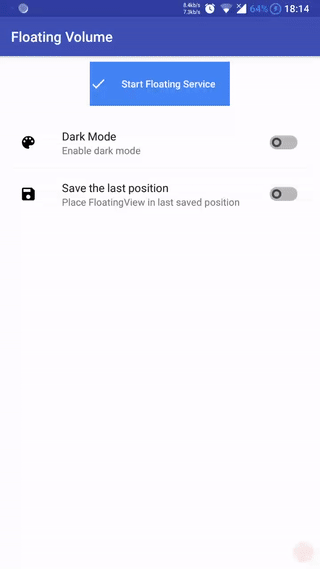 8.4kb/s
7.3kb/s
64%
18:14
Floating Volume
Start Floating Service
Dark Mode
Enable dark mode
Save the last position
Place FloatingView in last saved position